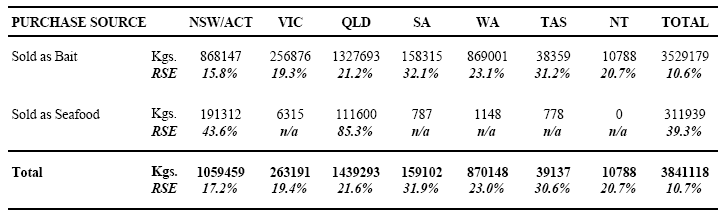 PURCHASE SOURCE NSW/ACT VIC QLD SA WA TAS NT TOTAL
Sold as Bait Kgs. 868147 256876 1327693 158315 869001 38359 10788 3529179
RSE 15.8% 19.3% 21.2% 32.1% 23.1% 31.2% 20.7% 10.6%
Sold as Seafood Kgs. 191312 6315 111600 787 1148 778 0 311939
RSE 43.6% n/a 85.3% n/a n/a n/a n/a 39.3%
Total Kgs. 1059459 263191 1439293 159102 870148 39137 10788 3841118
RSE 17.2% 19.4% 21.6% 31.9% 23.0% 30.6% 20.7% 10.7%